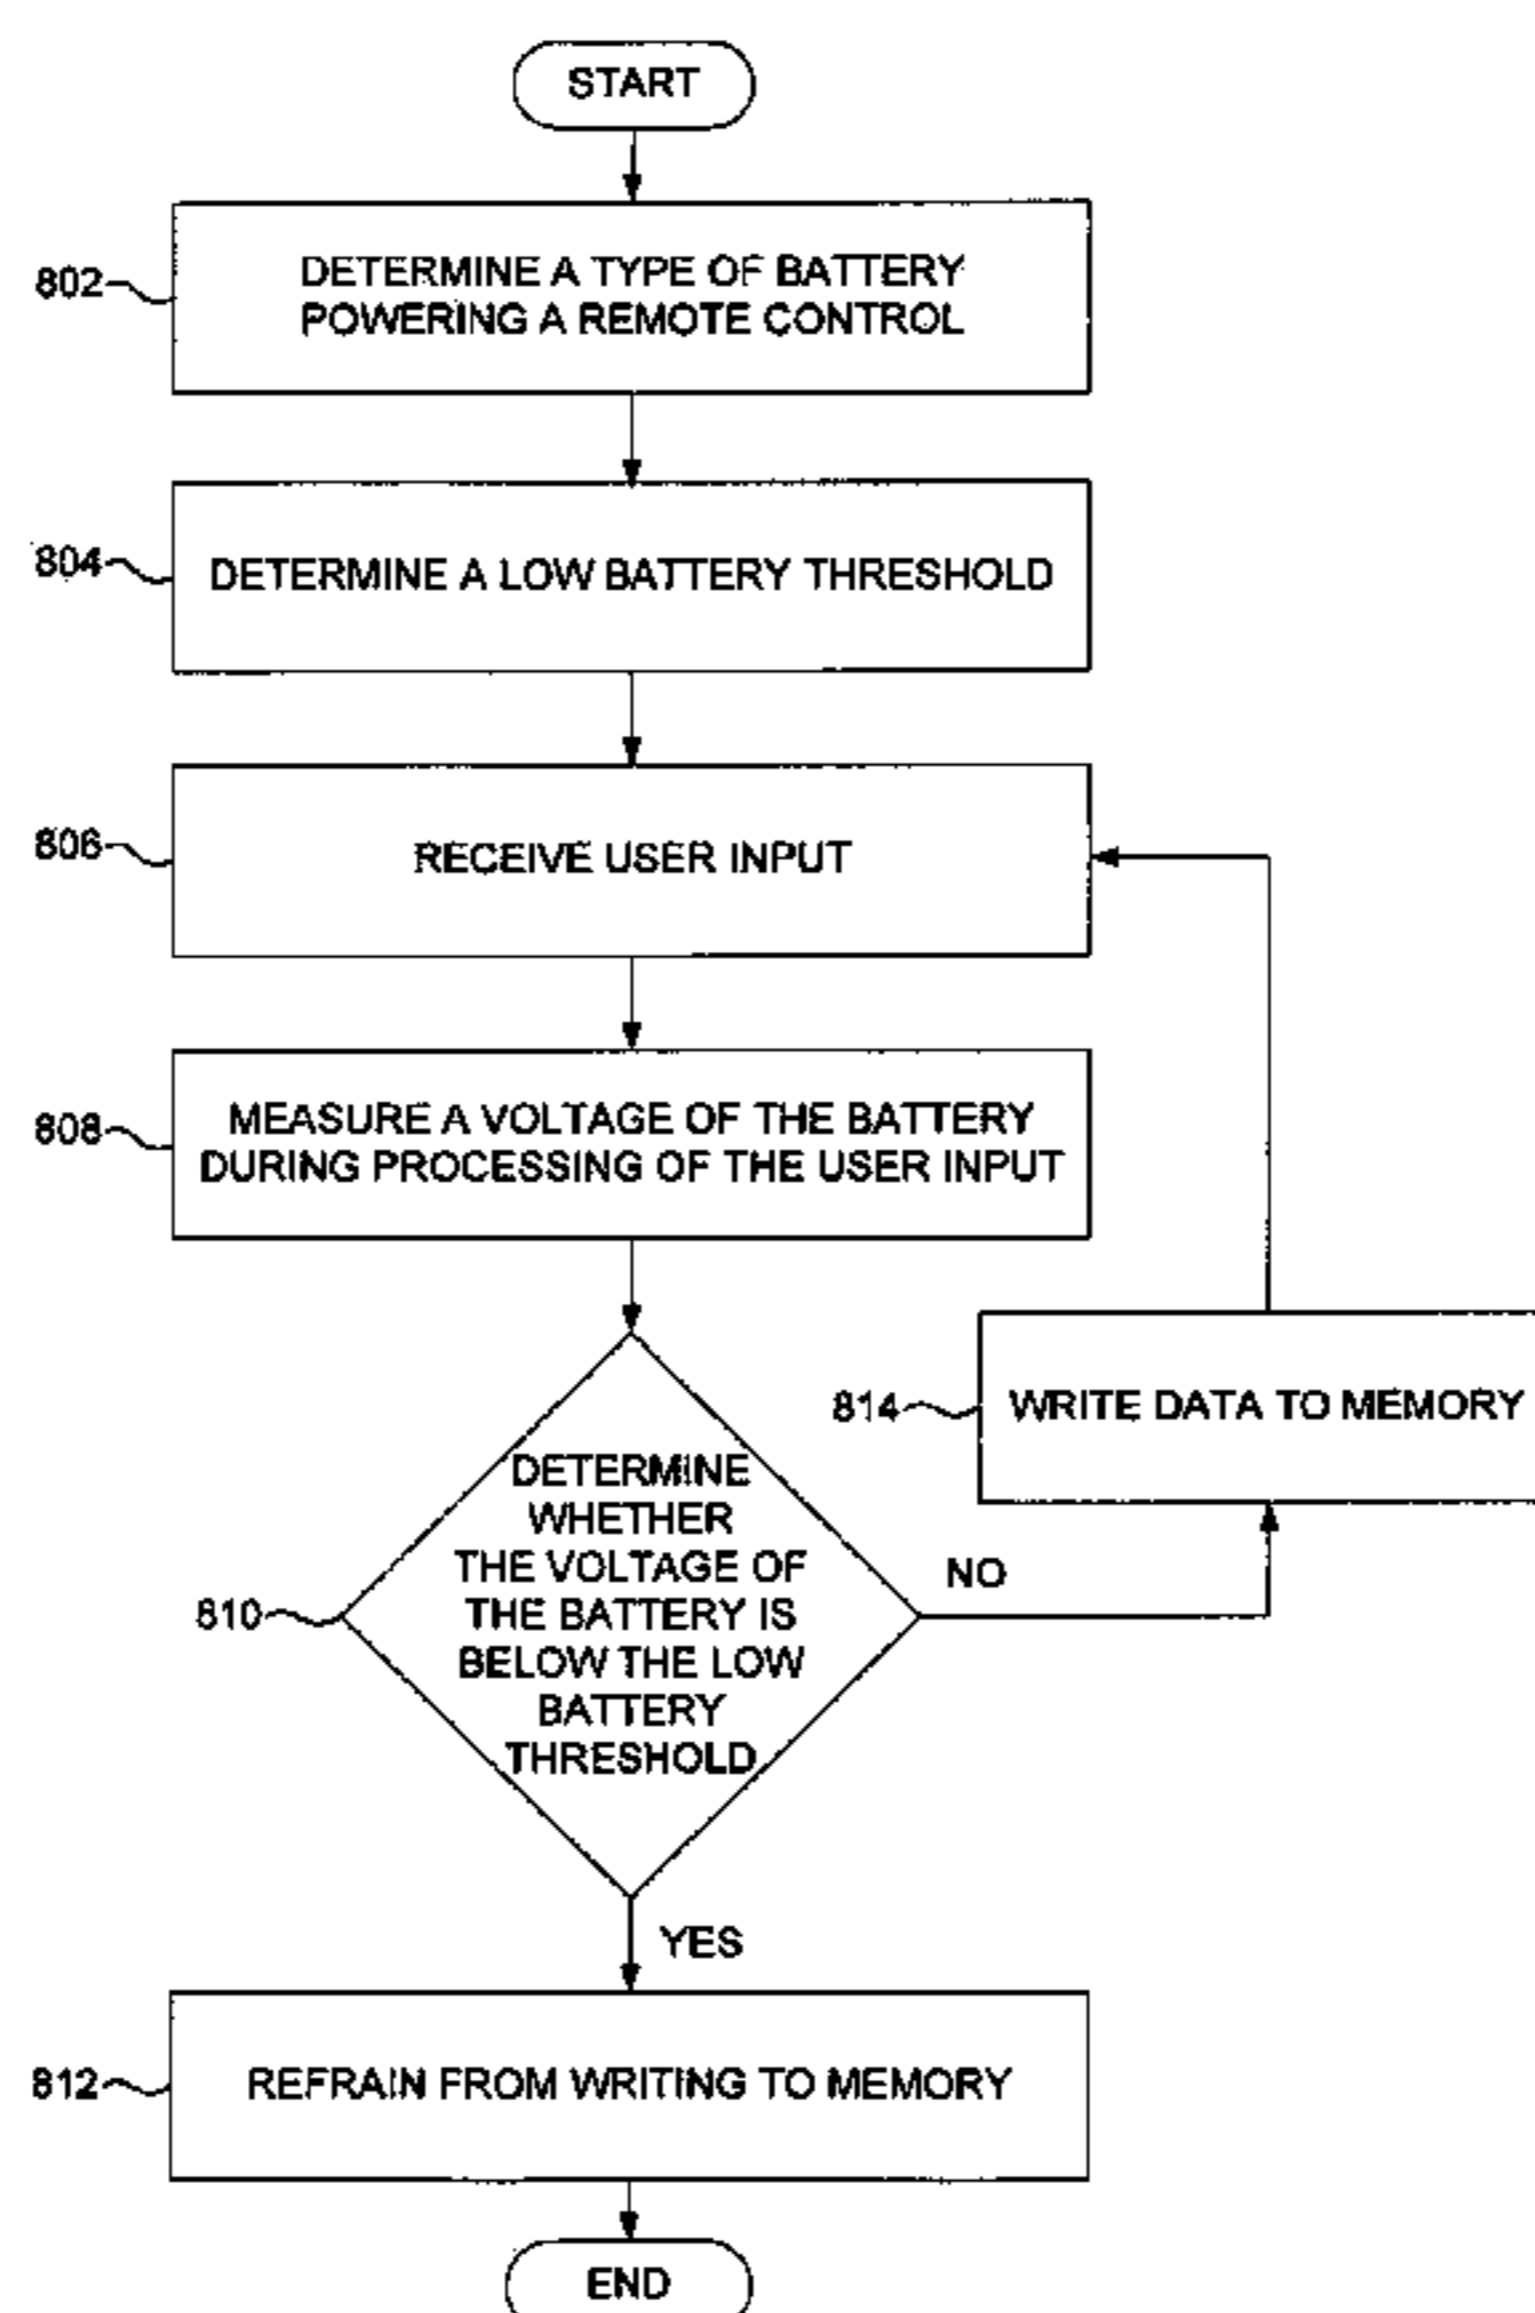 START
802
DETERMINE A TYPE OF BATTERY
POWERING A REMOTE CONTROL
804
DETERMINE A LOW BATTERY THRESHOLD
806
RECEIVE USER INPUT
808
MEASURE A VOLTAGE OF THE BATTERY
DURING PROCESSING OF THE USER INPUT
814
WRITE DATA TO MEMORY
810
DETERMINE
WHETHER
THE VOLTAGE OF
THE BATTERY IS
BELOW THE LOW
BATTERY
THRESHOLD
NO
YES
812
REFRAIN FROM WRITING TO MEMORY
END